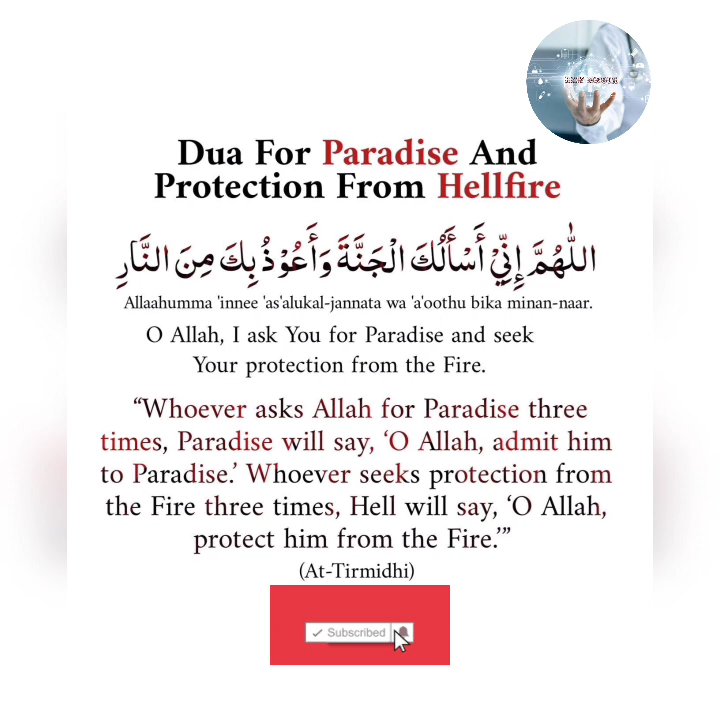 Dua For Paradise And
Protection From Hellfire
اللّٰهُمَّ إِنِّيْ أَسْأَلُكَ الْجَنَّةَ وَأَعُوْذُ بِكَ مِنَ النَّارِ
Allaahumma 'innee 'as'alukal-jannata wa 'a'oothu bika minan-naar.
O Allah, I ask You for Paradise and seek
Your protection from the Fire.
“Whoever asks Allah for Paradise three
times, Paradise will say, ‘O Allah, admit him
to Paradise.’ Whoever seeks protection from
the Fire three times, Hell will say, ‘O Allah,
protect him from the Fire.’”
(At-Tirmidhi)
Subscribed